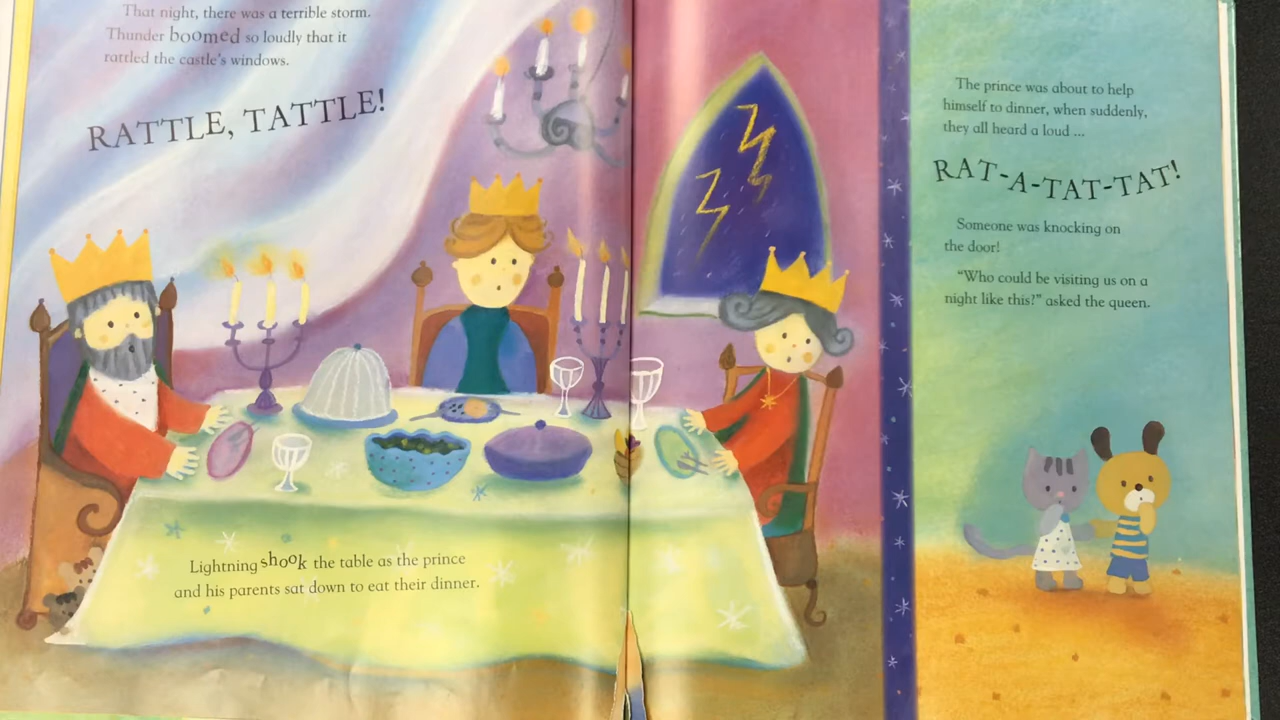 That night, there was a terrible storm.
Thunder boomed so loudly that it
rattled the castle's windows.
RATTLE, TATTLE!
Lightning shook the table as the prince
and his parents sat down to eat their dinner.
The prince was about to help
himself to dinner, when suddenly,
they all heard a loud ...
RAT-A-TAT-TAT!
Someone was knocking on
the door!
"Who could be visiting us on a
night like this?" asked the queen.